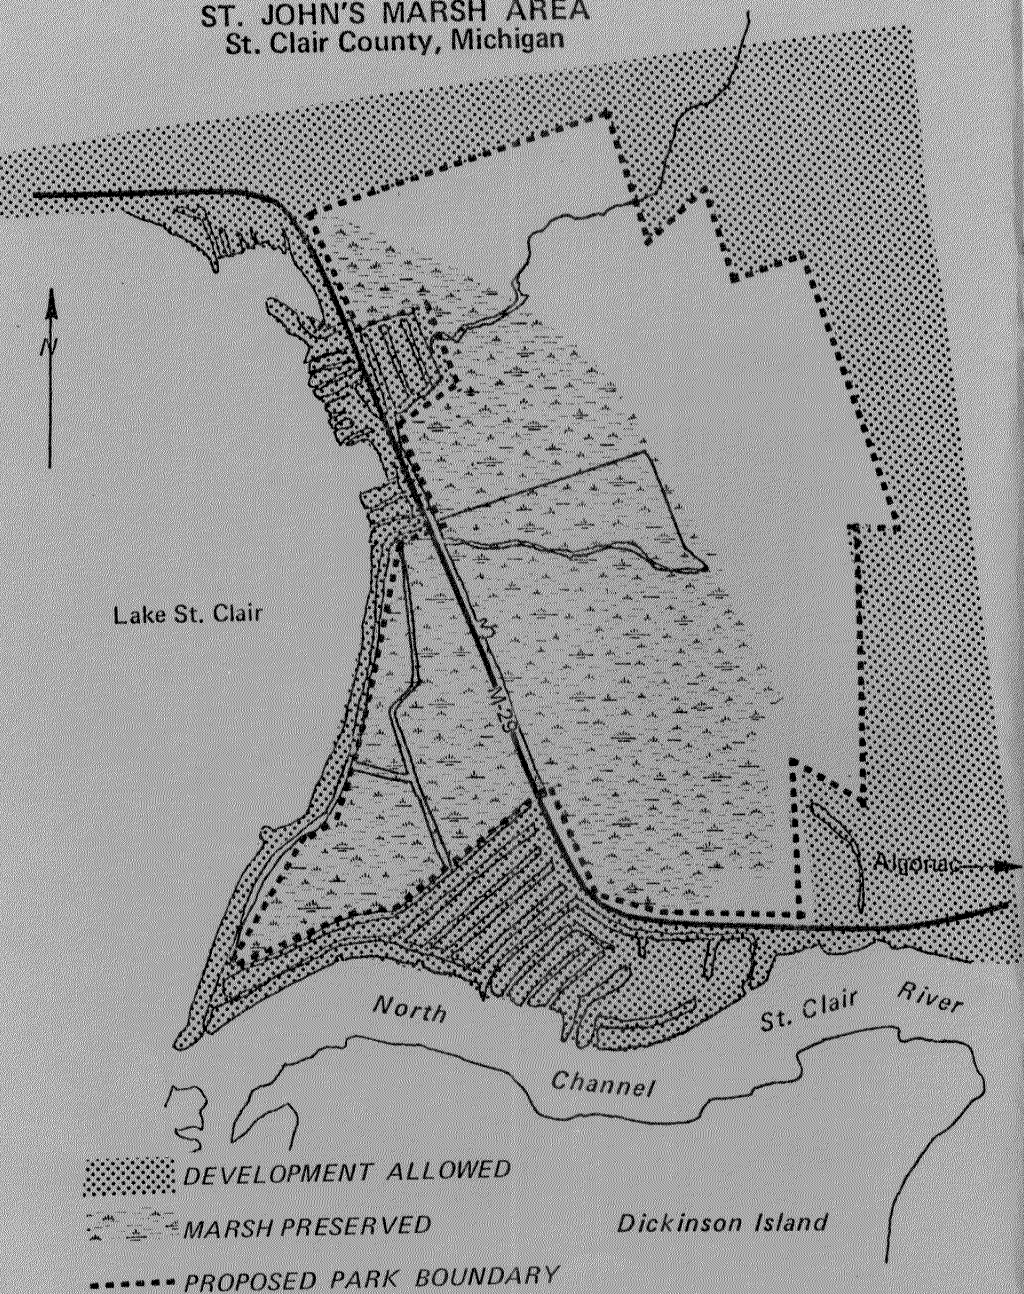 ST. JOHN'S MARSH AREA
St. Clair County, Michigan
N
Lake St. Clair
M-29
Algonac
North
Channel
St. Clair River
DEVELOPMENT ALLOWED
MARSH PRESERVED
Dickinson Island
PROPOSED PARK BOUNDARY